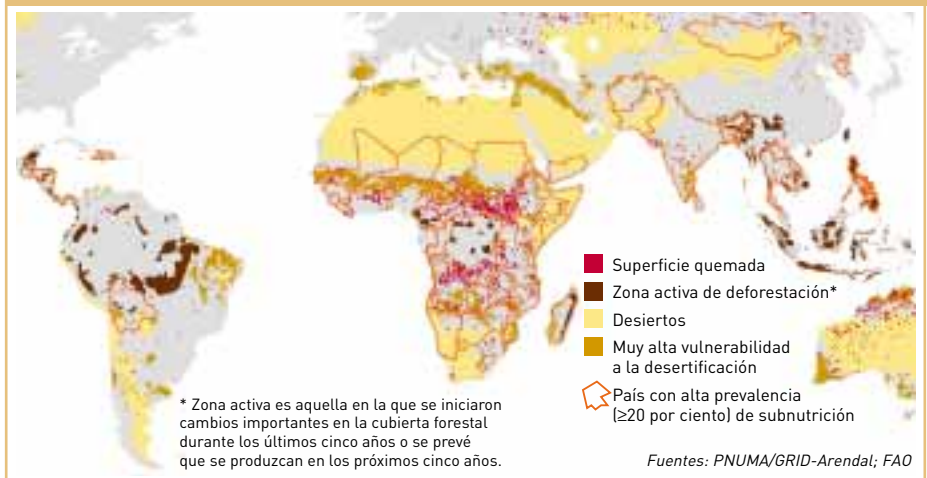 Superficie quemada
Zona activa de deforestación*
Desiertos
Muy alta vulnerabilidad
a la desertificación
País con alta prevalencia
(≥20 por ciento) de subnutrición
* Zona activa es aquella en la que se iniciaron
cambios importantes en la cubierta forestal
durante los últimos cinco años o se prevé
que se produzcan en los próximos cinco años.
Fuentes: PNUMA/GRID-Arendal; FAO